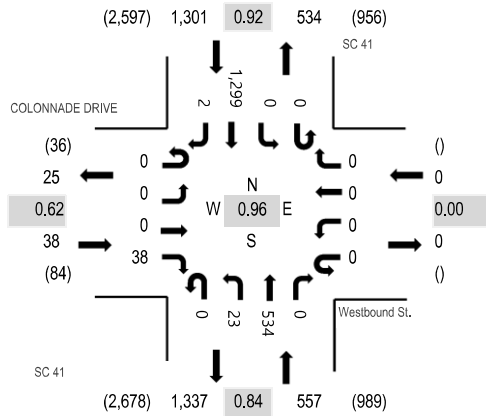 (2,597) 1,301 0.92 534 (956)
SC 41
1,299
2 0 0
COLONNADE DRIVE
(36) 0 0 ()
25 0
0 N 0
0.62 W 0.96 E 0.00
0 S 0
38 0
38 0
(84) ()
0 23 534 0
Westbound St.
SC 41
(2,678) 1,337 0.84 557 (989)